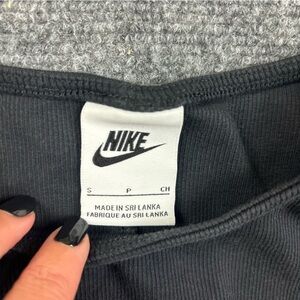 NIKE
S P CH
MADE IN SRI LANKA
FABRIQUE AU SRI LANKA